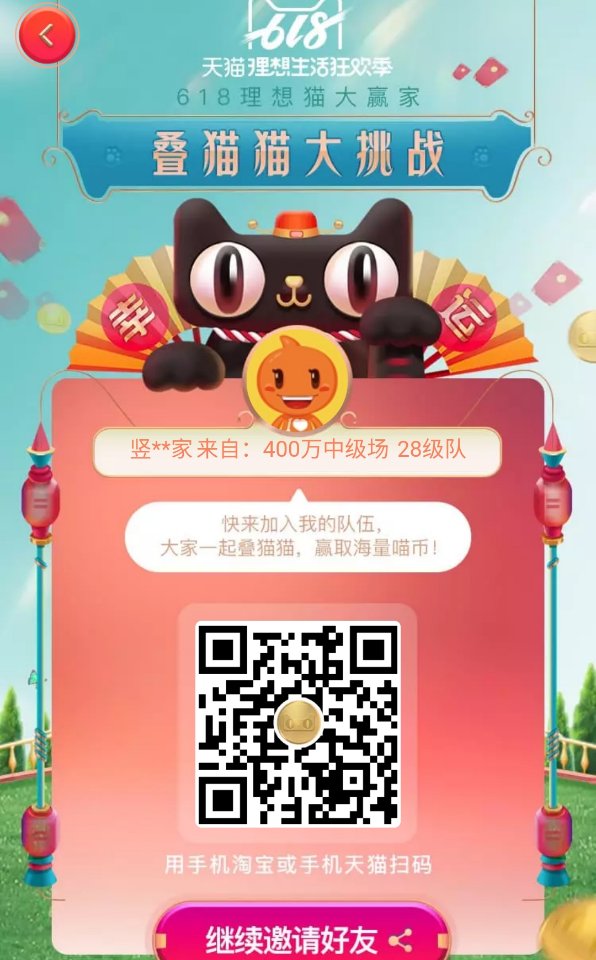 618
天猫理想生活狂欢季
618理想猫大赢家
叠猫猫大挑战
幸
运
竖**家 来自：400万中级场 28级队
快来加入我的队伍，
大家一起叠猫猫，赢取海量喵币！
用手机淘宝或手机天猫扫码
继续邀请好友